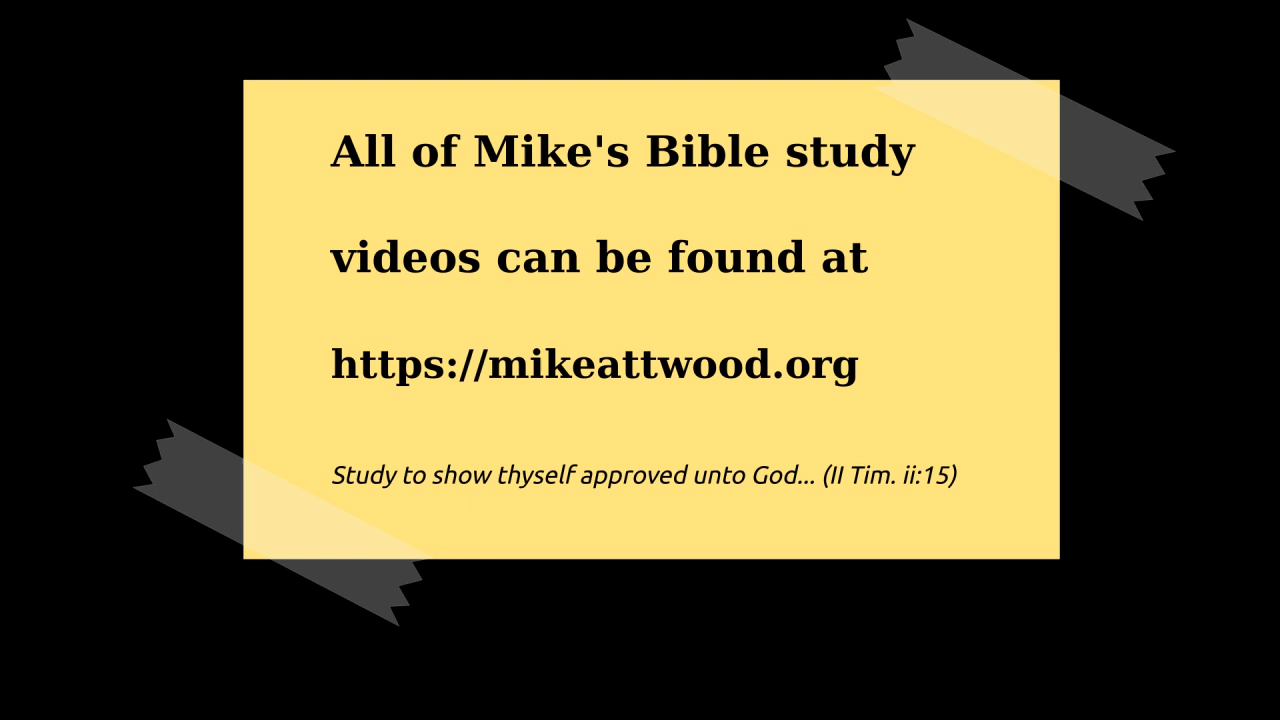 All of Mike's Bible study
videos can be found at
https://mikeattwood.org
Study to show thyself approved unto God... (II Tim. ii:15)